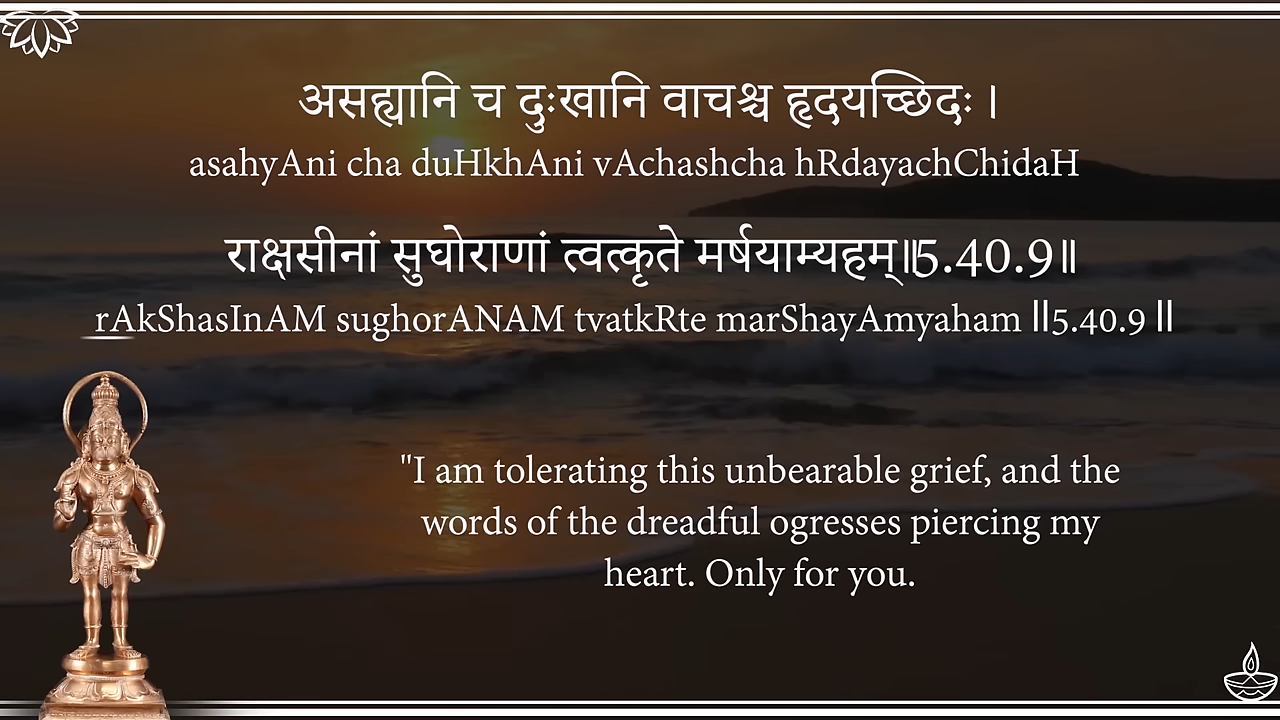 असह्यानि च दुःखानि वाचश्च हृदयच्छिदः ।
asahyAni cha duHkhAni vAchashcha hRdayachChidaH
राक्षसीनां सुघोराणां त्वत्कृते मर्षयाम्यहम्॥5.40.9॥
rAkShasInAM sughorANAM tvatkRte marShayAmyaham ||5.40.9 ||
"I am tolerating this unbearable grief, and the
words of the dreadful ogresses piercing my
heart. Only for you.